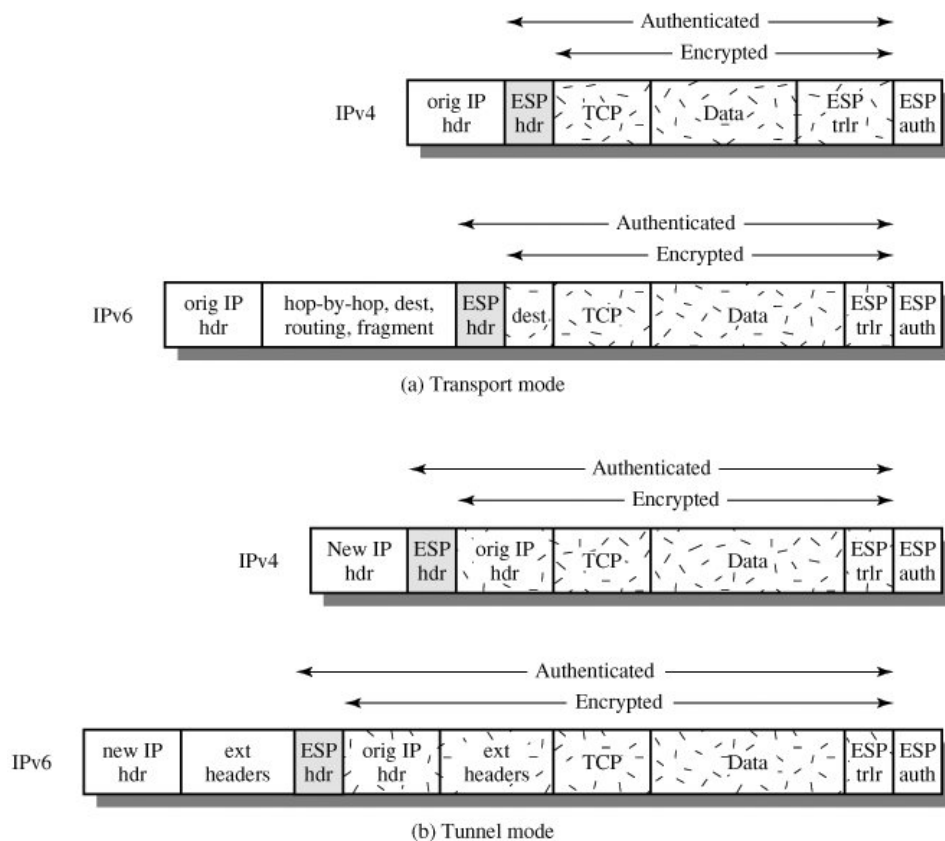 Authenticated
Encrypted
IPv4
orig IP hdr
ESP hdr
TCP
Data
ESP trlr
ESP auth
Authenticated
Encrypted
IPv6
orig IP hdr
hop-by-hop, dest, routing, fragment
ESP hdr
dest
TCP
Data
ESP trlr
ESP auth
(a) Transport mode
Authenticated
Encrypted
IPv4
New IP hdr
ESP hdr
orig IP hdr
TCP
Data
ESP trlr
ESP auth
Authenticated
Encrypted
IPv6
new IP hdr
ext headers
ESP hdr
orig IP hdr
ext headers
TCP
Data
ESP trlr
ESP auth
(b) Tunnel mode